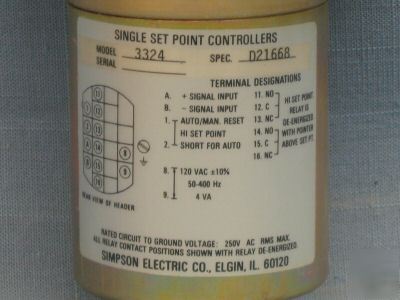 SINGLE SET POINT CONTROLLERS
MODEL 3324 SPEC. D21668
SERIAL
TERMINAL DESIGNATIONS
A. + SIGNAL INPUT
B. - SIGNAL INPUT
1. AUTO/MAN. RESET
HI SET POINT
2. SHORT FOR AUTO
8. 120 VAC ±10%
50-400 Hz
9. 4 VA
11. NO
12. C
13. NC
HI SET POINT
RELAY IS
DE-ENERGIZED
WITH POINTER
ABOVE SET PT.
14. NO
15. C
16. NC
REAR VIEW OF HEADER
RATED CIRCUIT TO GROUND VOLTAGE: 250V AC RMS MAX.
ALL RELAY CONTACT POSITIONS SHOWN WITH RELAY DE-ENERGIZED.
SIMPSON ELECTRIC CO., ELGIN, IL. 60120